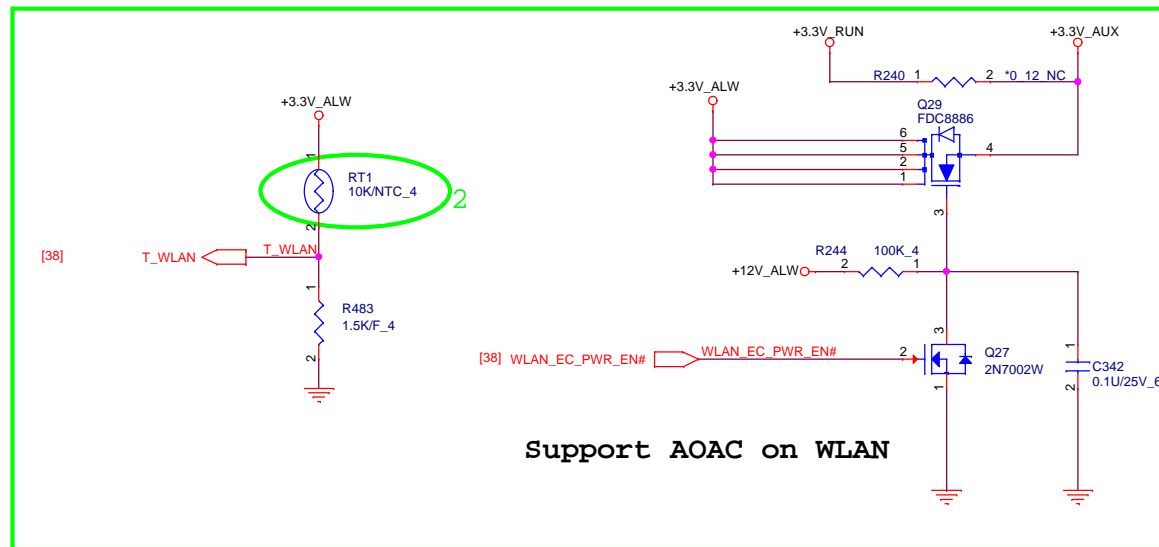 +3.3V_ALW
1
RT1
10K/NTC_4
2
2
[38]
T_WLAN
T_WLAN
1
R483
1.5K/F_4
2
+3.3V_RUN
+3.3V_AUX
R240
1
2
*0_12_NC
+3.3V_ALW
Q29
FDC8886
6
5
2
1
4
3
R244
100K_4
+12V_ALW
2
1
3
[38]
WLAN_EC_PWR_EN#
WLAN_EC_PWR_EN#
2
Q27
2N7002W
1
1
C342
0.1U/25V_6
2
Support AOAC on WLAN